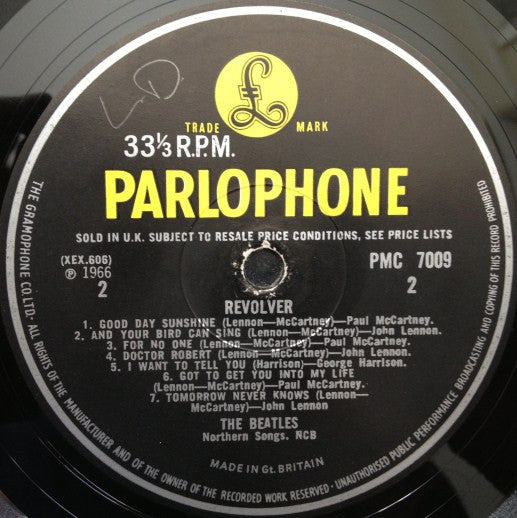 L.D.
£
TRADE MARK
33⅓ R.P.M.
PARLOPHONE
SOLD IN U.K. SUBJECT TO RESALE PRICE CONDITIONS, SEE PRICE LISTS
(XEX.606) PMC 7009
℗ 1966
2 2
REVOLVER
1. GOOD DAY SUNSHINE (Lennon—McCartney)—Paul McCartney.
2. AND YOUR BIRD CAN SING (Lennon—McCartney)—John Lennon.
3. FOR NO ONE (Lennon—McCartney)—Paul McCartney.
4. DOCTOR ROBERT (Lennon—McCartney)—John Lennon.
5. I WANT TO TELL YOU (Harrison)—George Harrison.
6. GOT TO GET YOU INTO MY LIFE
(Lennon—McCartney)—Paul McCartney.
7. TOMORROW NEVER KNOWS (Lennon—
McCartney)—John Lennon
THE BEATLES
Northern Songs. NCB
MADE IN Gt. BRITAIN
THE GRAMOPHONE CO. LTD. · ALL RIGHTS OF THE MANUFACTURER AND OF THE OWNER OF THE RECORDED WORK RESERVED · UNAUTHORISED PUBLIC PERFORMANCE BROADCASTING AND COPYING OF THIS RECORD PROHIBITED